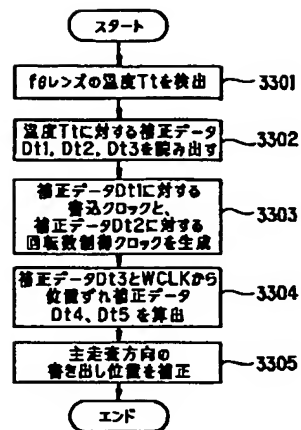 スタート
fθレンズの温度Ttを検出
3301
温度Ttに対する補正データ
Dt1、Dt2、Dt3を読み出す
3302
補正データDt1に対する
書込クロックと、
補正データDt2に対する
回転数制御クロックを生成
3303
補正データDt3とWCLKから
位置ずれ補正データ
Dt4、Dt5を算出
3304
主走査方向の
書き出し位置を補正
3305
エンド